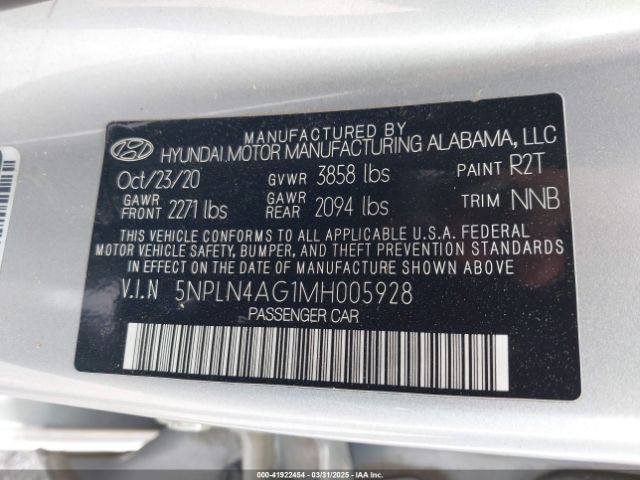 MANUFACTURED BY
HYUNDAI MOTOR MANUFACTURING ALABAMA, LLC
Oct/23/20 GVWR 3858 lbs PAINT R2T
GAWR FRONT 2271 lbs GAWR REAR 2094 lbs TRIM NNB
THIS VEHICLE CONFORMS TO ALL APPLICABLE U.S.A. FEDERAL
MOTOR VEHICLE SAFETY, BUMPER, AND THEFT PREVENTION STANDARDS
IN EFFECT ON THE DATE OF MANUFACTURE SHOWN ABOVE.
V.I.N 5NPLN4AG1MH005928
PASSENGER CAR
000-41922454 03/31/2025 COPART, INC.